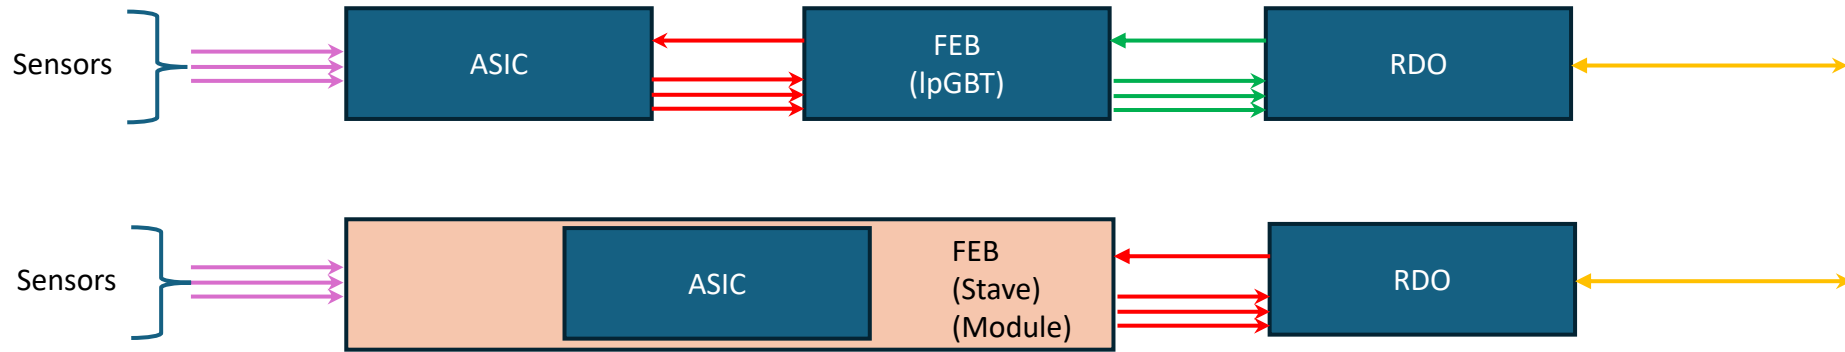 Sensors
ASIC
FEB
(lpGBT)
RDO
Sensors
ASIC
FEB
(Stave)
(Module)
RDO